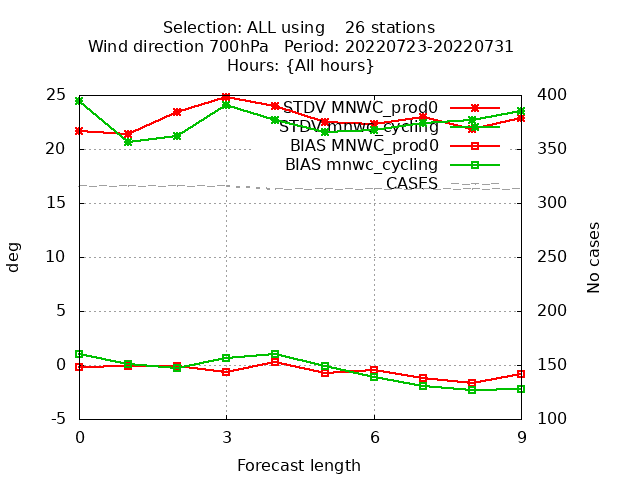 Selection: ALL using 26 stations
Wind direction 700hPa Period: 20220723-20220731
Hours: {All hours}
25
20
15
10
5
0
-5
deg
400
350
300
250
200
150
100
No cases
STDV MNWC_prod0
STDV mnwc_cycling
BIAS MNWC_prod0
BIAS mnwc_cycling
CASES
0 3 6 9
Forecast length